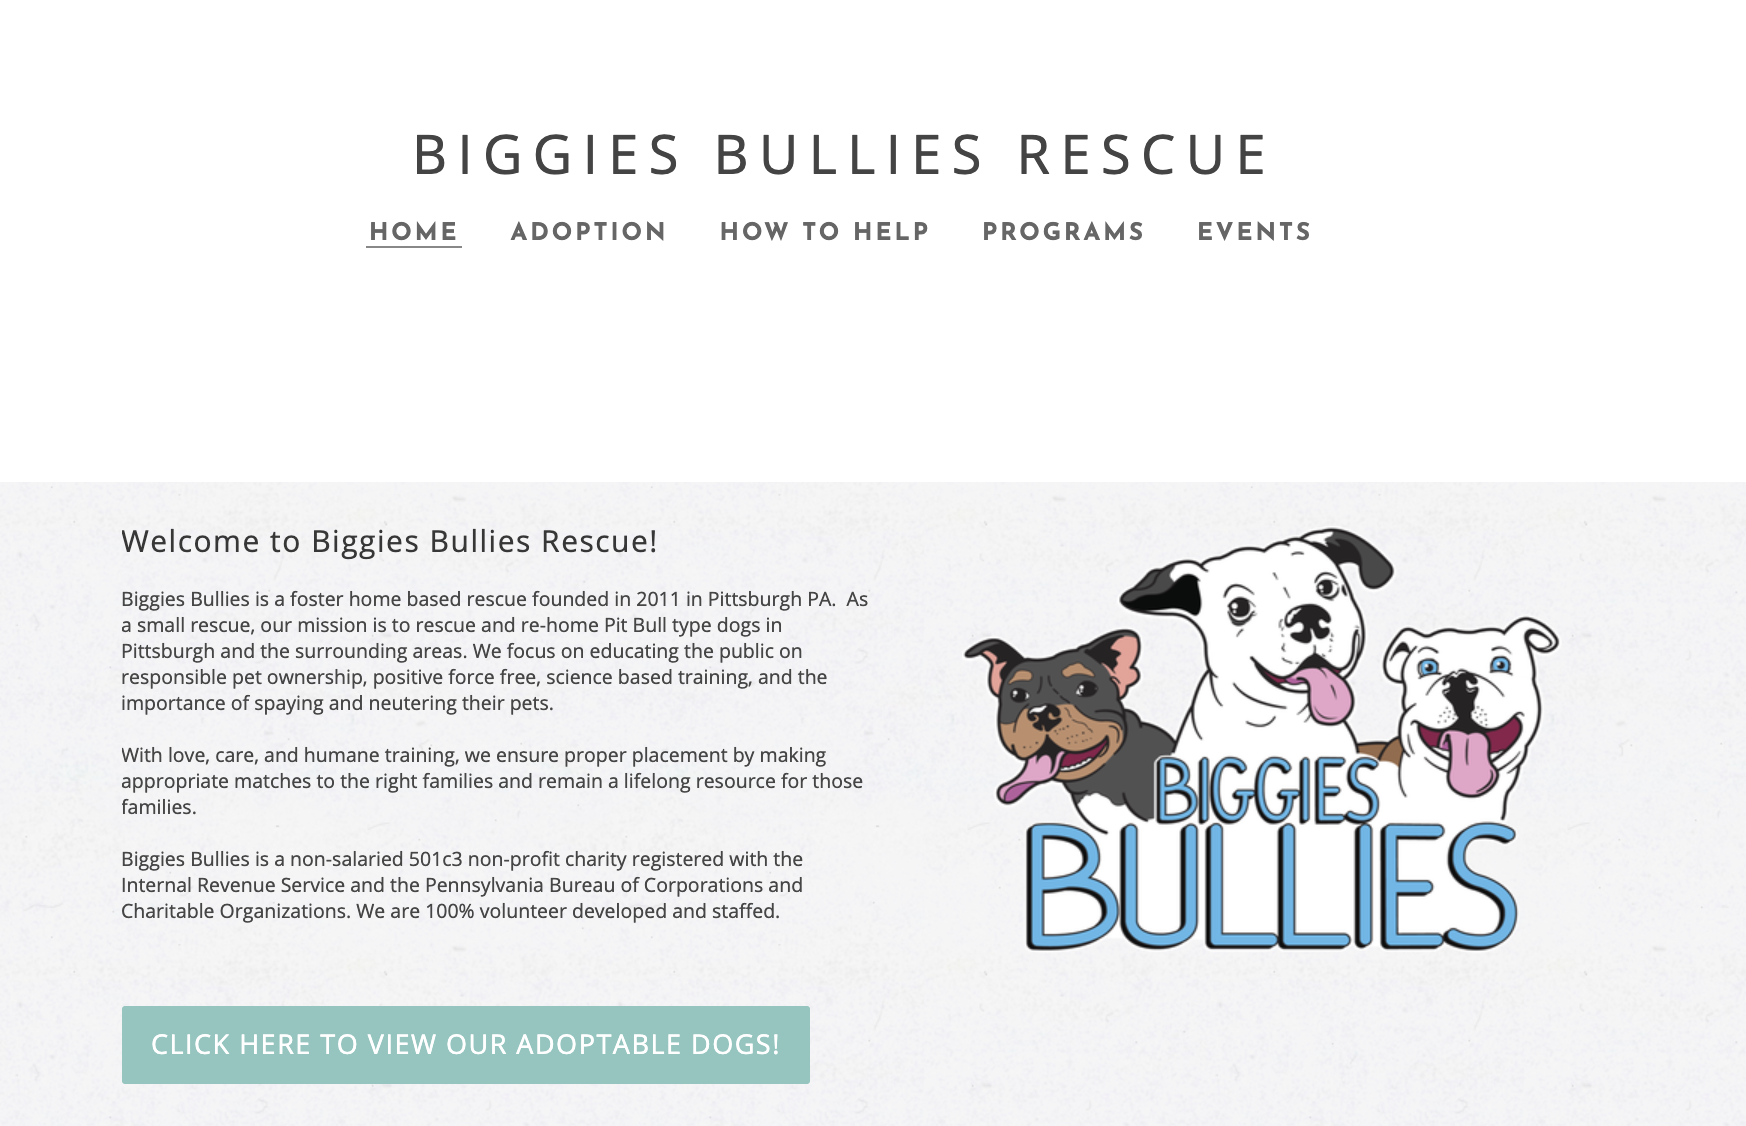 BIGGIES BULLIES RESCUE
HOME ADOPTION HOW TO HELP PROGRAMS EVENTS
Welcome to Biggies Bullies Rescue!
Biggies Bullies is a foster home based rescue founded in 2011 in Pittsburgh PA.  As
a small rescue, our mission is to rescue and re-home Pit Bull type dogs in
Pittsburgh and the surrounding areas. We focus on educating the public on
responsible pet ownership, positive force free, science based training, and the
importance of spaying and neutering their pets.
With love, care, and humane training, we ensure proper placement by making
appropriate matches to the right families and remain a lifelong resource for those
families.
Biggies Bullies is a non-salaried 501c3 non-profit charity registered with the
Internal Revenue Service and the Pennsylvania Bureau of Corporations and
Charitable Organizations. We are 100% volunteer developed and staffed.
CLICK HERE TO VIEW OUR ADOPTABLE DOGS!
BIGGIES
BULLIES